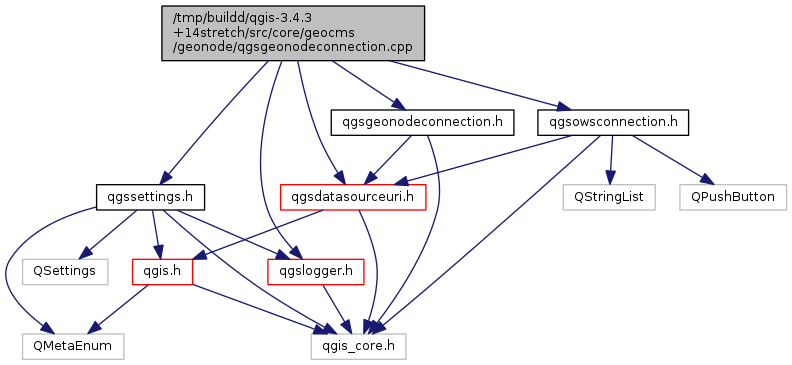 /tmp/buildd/qgis-3.4.3
+14stretch/src/core/geocms
/geonode/qgsgeonodeconnection.cpp
qgsgeonodeconnection.h
qgsowsconnection.h
qgssettings.h
qgsdatasourceuri.h
QStringList
QPushButton
QSettings
qgis.h
qgslogger.h
QMetaEnum
qgis_core.h